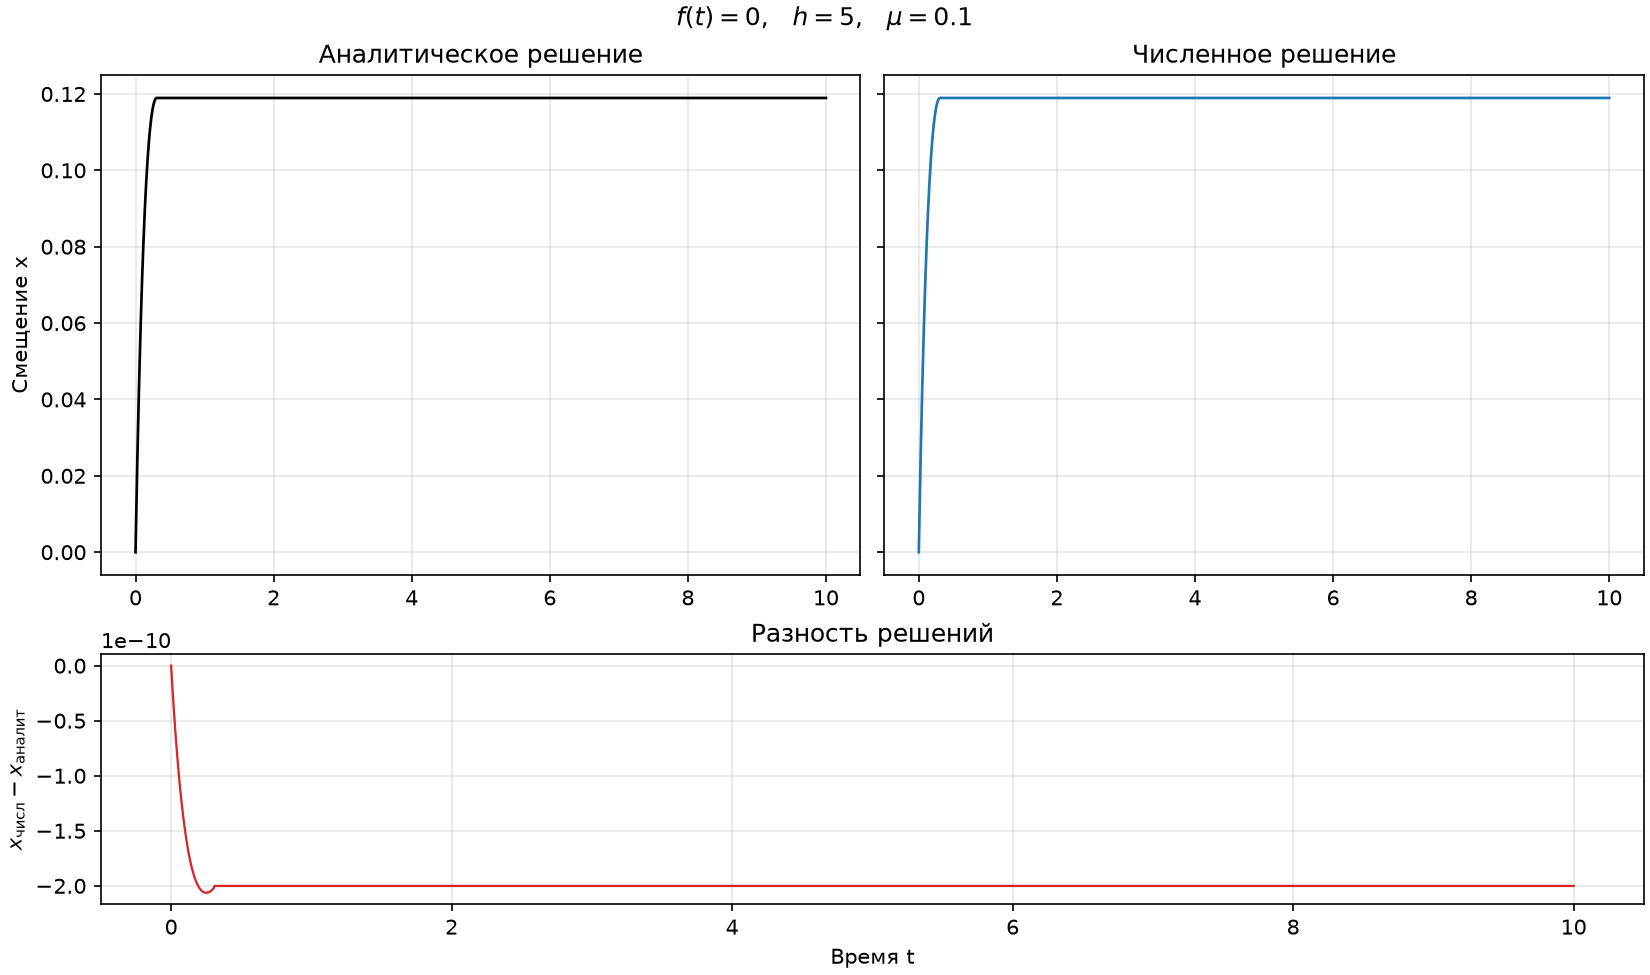 f(t) = 0,   h = 5,   μ = 0.1
Аналитическое решение
Численное решение
0.12
0.10
0.08
0.06
0.04
0.02
0.00
Смещение x
0 2 4 6 8 10
0 2 4 6 8 10
Разность решений
1e−10
0.0
−0.5
−1.0
−1.5
−2.0
xчисл − xаналит
0 2 4 6 8 10
Время t